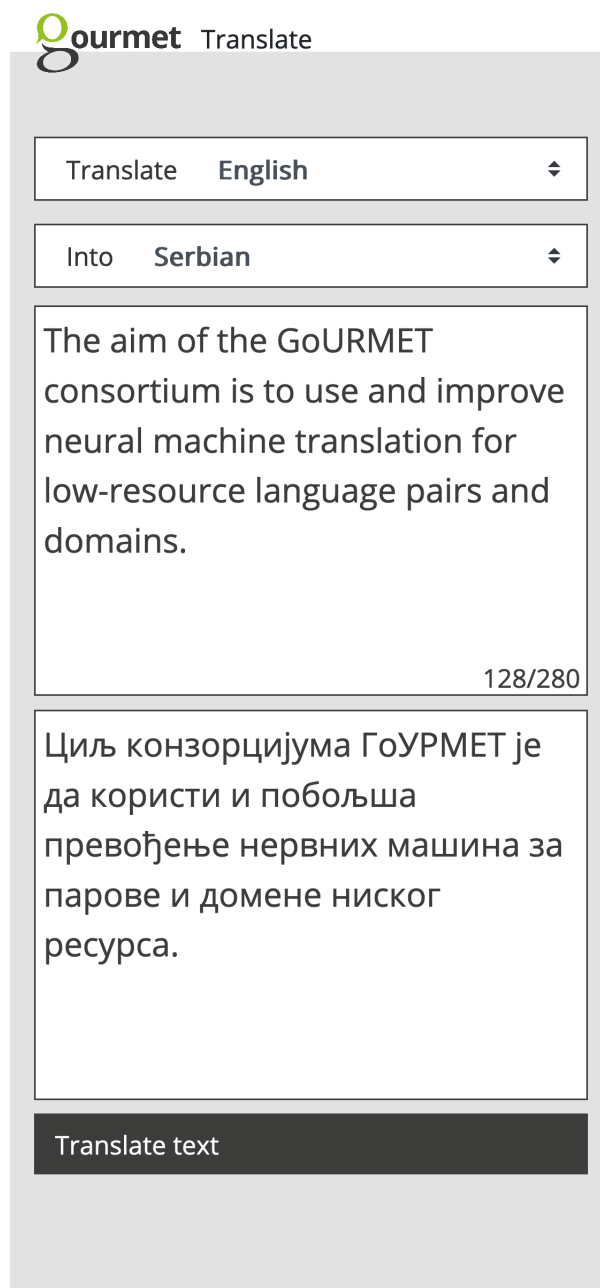 gourmet Translate
Translate English
Into Serbian
The aim of the GoURMET
consortium is to use and improve
neural machine translation for
low-resource language pairs and
domains.
128/280
Циљ конзорцијума ГоУРМЕТ је
да користи и побољша
превођење нервних машина за
парове и домене ниског
ресурса.
Translate text